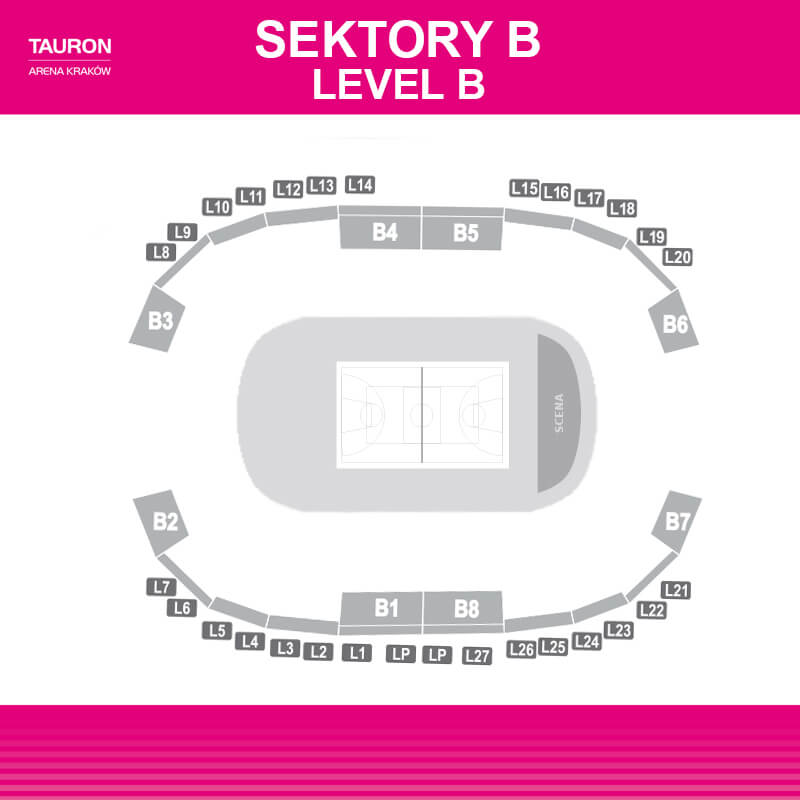 TAURON
ARENA KRAKÓW
SEKTORY B
LEVEL B
L8
L9
L10
L11
L12
L13
L14
L15
L16
L17
L18
L19
L20
B3
B4
B5
B6
SCENA
B2
B1
B8
B7
L7
L6
L5
L4
L3
L2
L1
LP
LP
L27
L26
L25
L24
L23
L22
L21